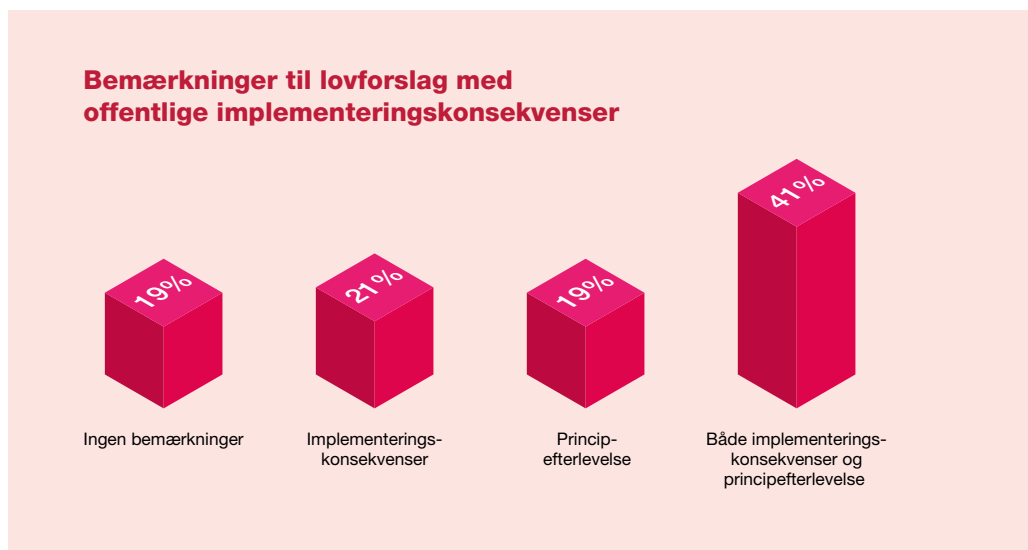 Bemærkninger til lovforslag med
offentlige implementeringskonsekvenser
19%
21%
19%
41%
Ingen bemærkninger
Implementerings-
konsekvenser
Princip-
efterlevelse
Både implementerings-
konsekvenser og
principefterlevelse